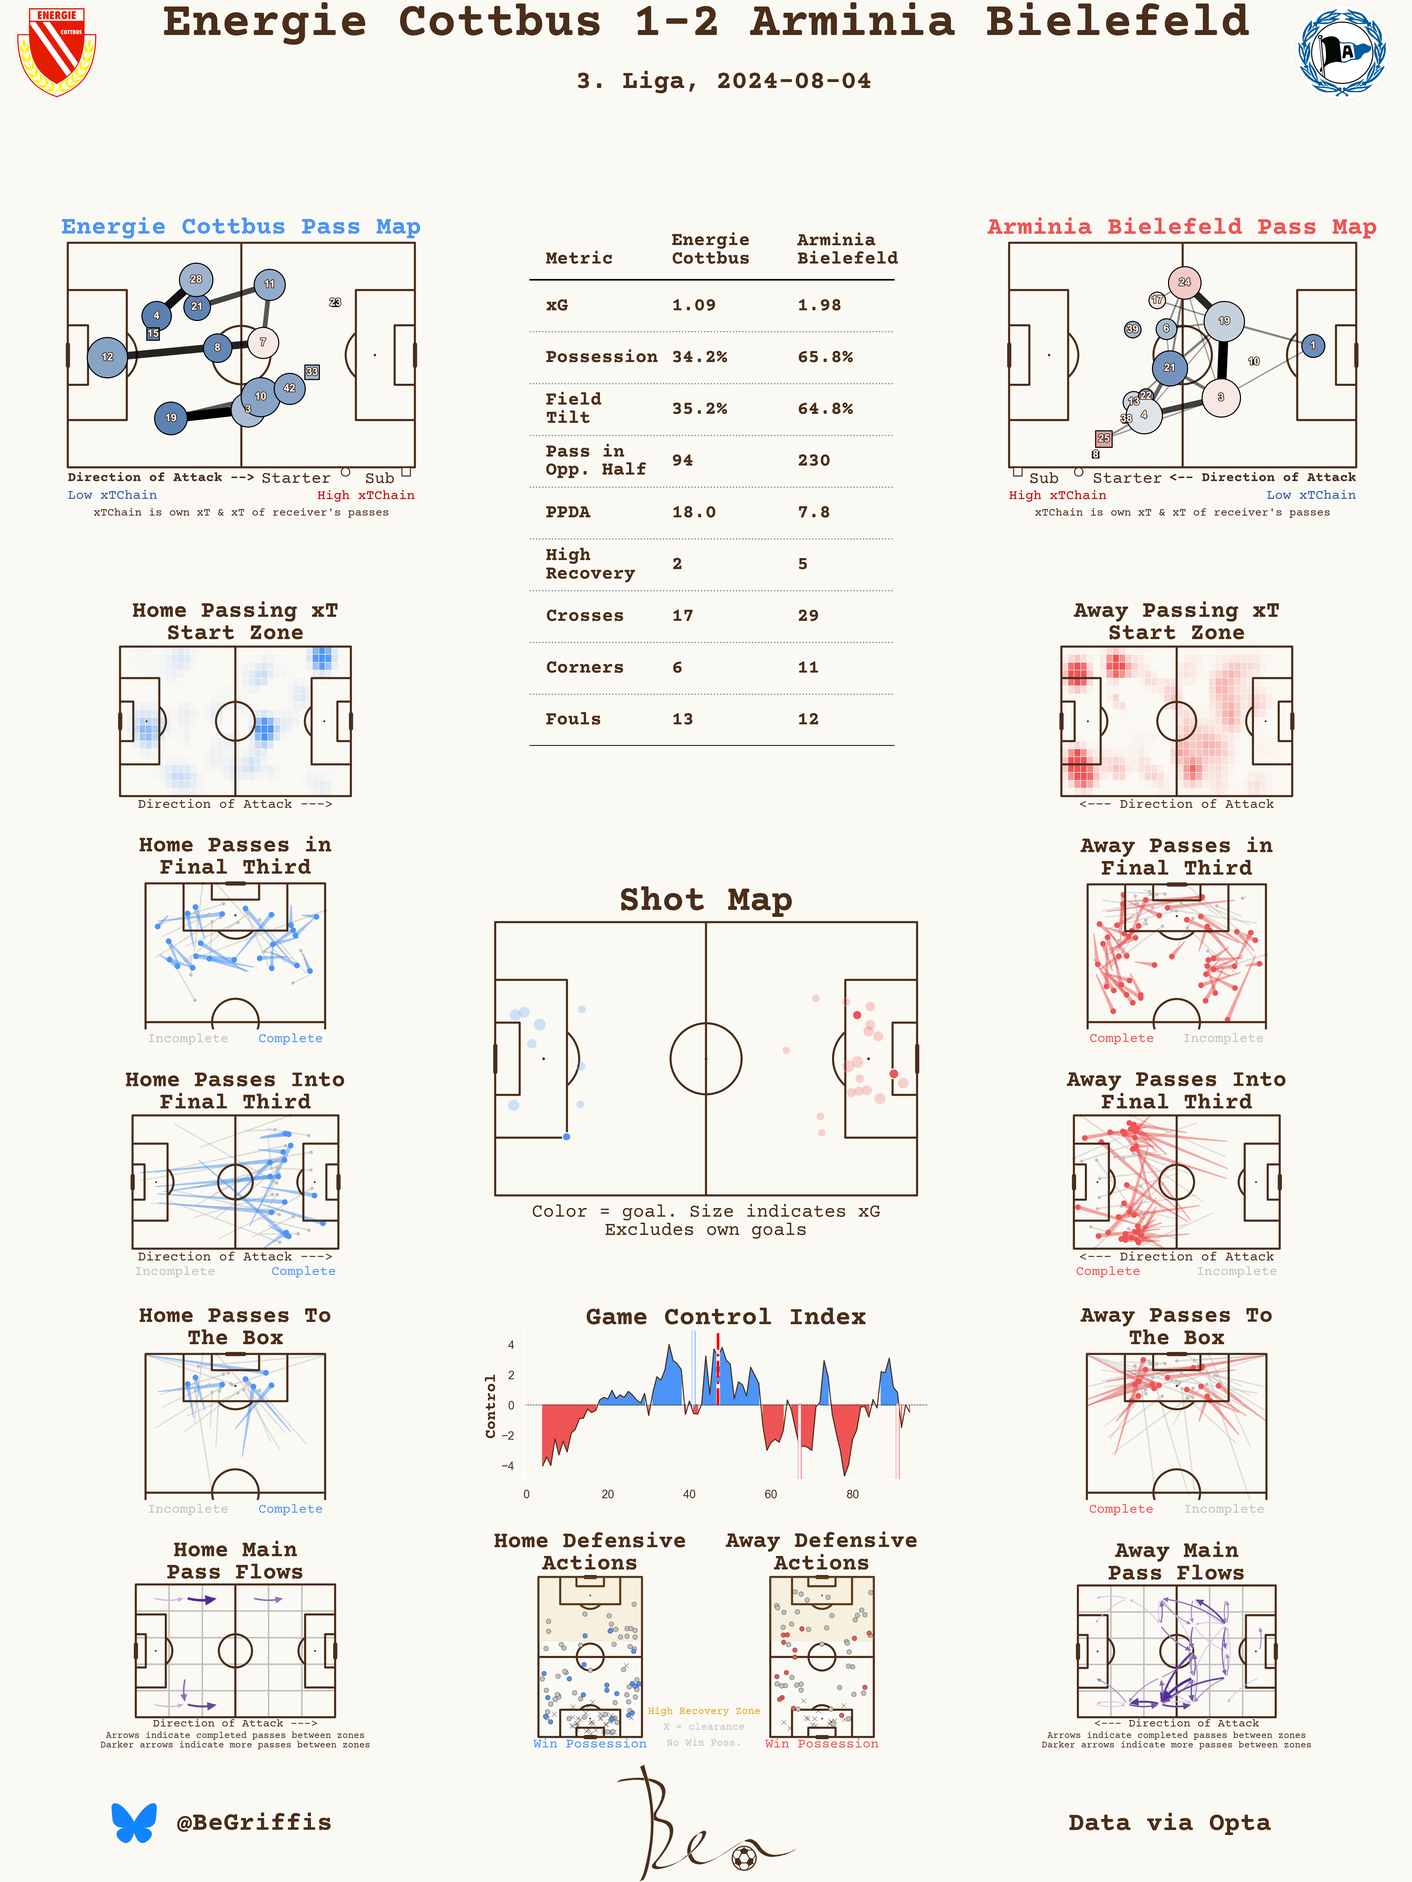 Energie Cottbus 1-2 Arminia Bielefeld
3. Liga, 2024-08-04
ENERGIE
COTTBUS
A
Energie Cottbus Pass Map
28
11
21
4
15
23
12
8
7
33
42
10
3
19
Direction of Attack --> Starter Sub
Low xTChain High xTChain
xTChain is own xT & xT of receiver's passes
Metric Energie Cottbus Arminia Bielefeld
xG 1.09 1.98
Possession 34.2% 65.8%
Field Tilt 35.2% 64.8%
Pass in Opp. Half 94 230
PPDA 18.0 7.8
High Recovery 2 5
Crosses 17 29
Corners 6 11
Fouls 13 12
Arminia Bielefeld Pass Map
24
17
19
39
6
1
10
21
22
13
3
38
4
25
8
Sub Starter <-- Direction of Attack
High xTChain Low xTChain
xTChain is own xT & xT of receiver's passes
Home Passing xT
Start Zone
Direction of Attack --->
Away Passing xT
Start Zone
<--- Direction of Attack
Home Passes in
Final Third
Incomplete Complete
Away Passes in
Final Third
Complete Incomplete
Shot Map
Color = goal. Size indicates xG
Excludes own goals
Home Passes Into
Final Third
Direction of Attack --->
Incomplete Complete
Away Passes Into
Final Third
<--- Direction of Attack
Complete Incomplete
Home Passes To
The Box
Incomplete Complete
Game Control Index
Control
4
2
0
−2
−4
0 20 40 60 80
Away Passes To
The Box
Complete Incomplete
Home Main
Pass Flows
Direction of Attack --->
Arrows indicate completed passes between zones
Darker arrows indicate more passes between zones
Home Defensive
Actions
Win Possession
Away Defensive
Actions
Win Possession
High Recovery Zone
X = clearance
No Win Poss.
Away Main
Pass Flows
<--- Direction of Attack
Arrows indicate completed passes between zones
Darker arrows indicate more passes between zones
@BeGriffis
Ben
Data via Opta